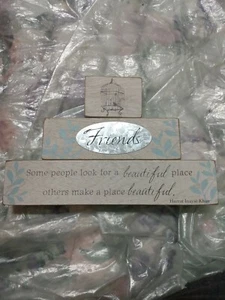 Friends
Some people look for a beautiful place
others make a place beautiful.